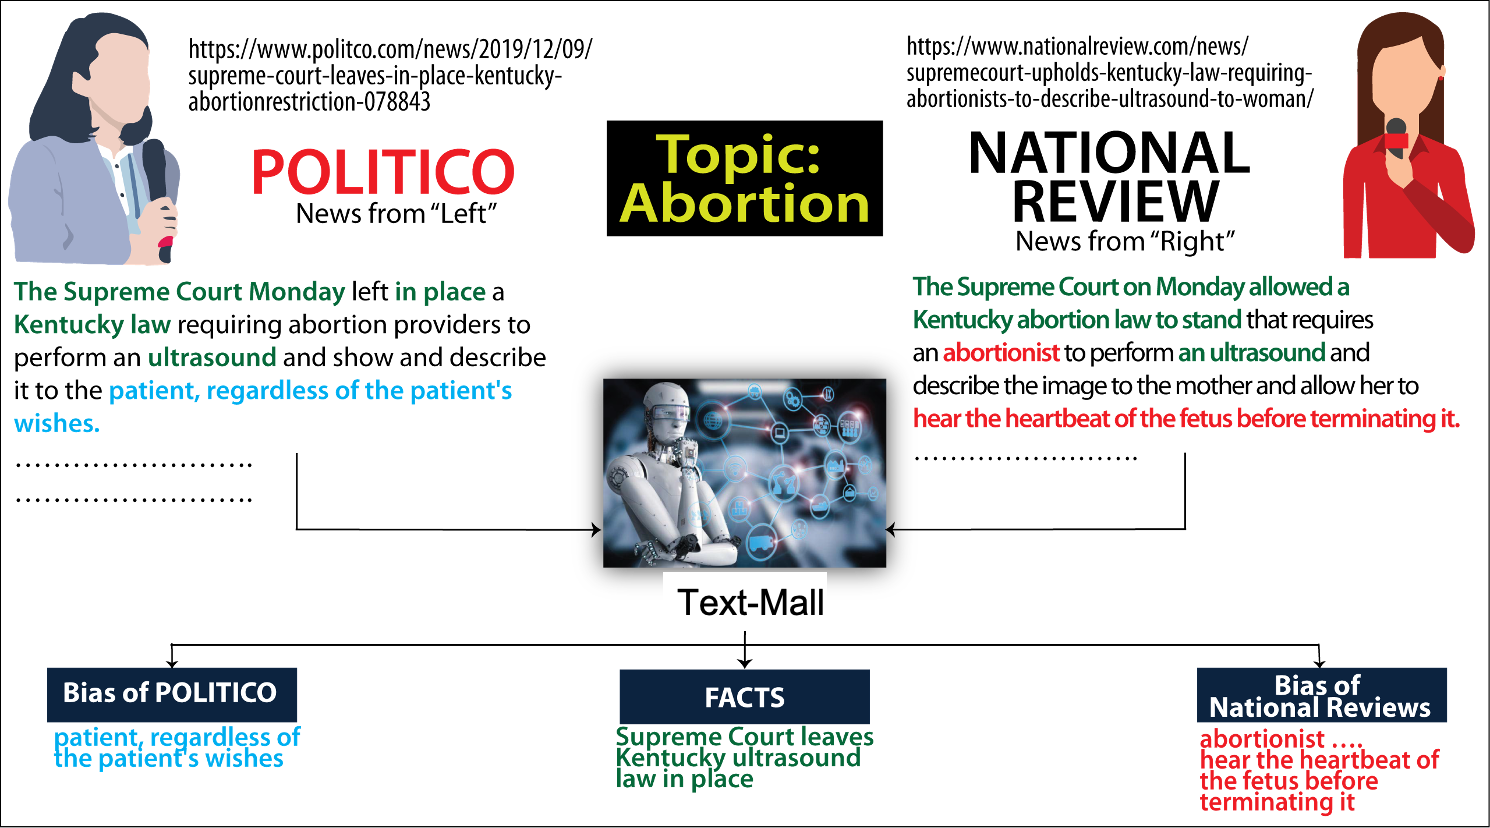 https://www.politco.com/news/2019/12/09/
supreme-court-leaves-in-place-kentucky-
abortionrestriction-078843
POLITICO
News from “Left”
Topic:
Abortion
https://www.nationalreview.com/news/
supremecourt-upholds-kentucky-law-requiring-
abortionists-to-describe-ultrasound-to-woman/
NATIONAL
REVIEW
News from “Right”
The Supreme Court Monday left in place a
Kentucky law requiring abortion providers to
perform an ultrasound and show and describe
it to the patient, regardless of the patient's
wishes.
..........................
..........................
The Supreme Court on Monday allowed a
Kentucky abortion law to stand that requires
an abortionist to perform an ultrasound and
describe the image to the mother and allow her to
hear the heartbeat of the fetus before terminating it.
........................
Text-Mall
Bias of POLITICO
patient, regardless of
the patient's wishes
FACTS
Supreme Court leaves
Kentucky ultrasound
law in place
Bias of
National Reviews
abortionist ....
hear the heartbeat of
the fetus before
terminating it